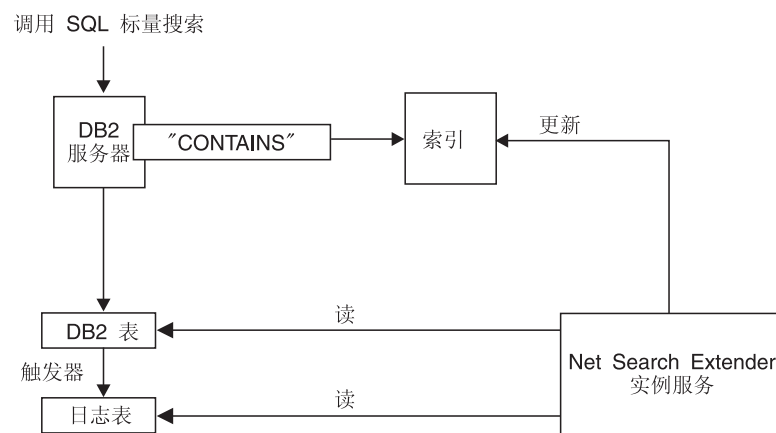 调用 SQL 标量搜索
DB2
服务器
"CONTAINS"
索引
更新
DB2 表
读
触发器
日志表
读
Net Search Extender
实例服务